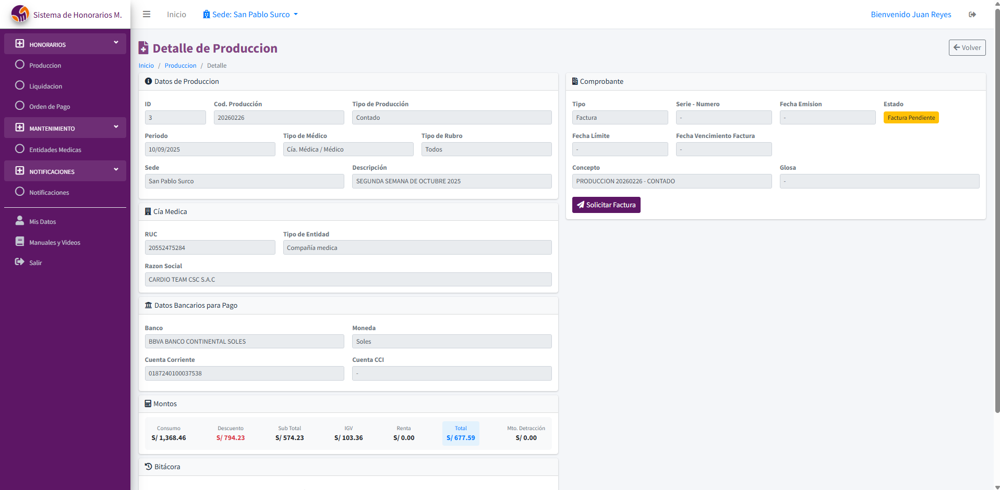 Sistema de Honorarios M.
Inicio
Sede: San Pablo Surco
Bienvenido Juan Reyes
HONORARIOS
Produccion
Liquidacion
Orden de Pago
MANTENIMIENTO
Entidades Medicas
NOTIFICACIONES
Notificaciones
Mis Datos
Manuales y Videos
Salir
Detalle de Produccion
Volver
Inicio / Produccion / Detalle
Datos de Produccion
ID Cod. Producción Tipo de Producción
3 20260226 Contado
Periodo Tipo de Médico Tipo de Rubro
10/09/2025 Cía. Médica / Médico Todos
Sede Descripción
San Pablo Surco SEGUNDA SEMANA DE OCTUBRE 2025
Cía Medica
RUC Tipo de Entidad
20552475284 Compañía medica
Razon Social
CARDIO TEAM CSC S.A.C
Datos Bancarios para Pago
Banco Moneda
BBVA BANCO CONTINENTAL SOLES Soles
Cuenta Corriente Cuenta CCI
0187240100037538 -
Montos
Consumo Descuento Sub Total IGV Renta Total Mto. Detracción
S/ 1,368.46 S/ 794.23 S/ 574.23 S/ 103.36 S/ 0.00 S/ 677.59 S/ 0.00
Bitácora
Comprobante
Tipo Serie - Numero Fecha Emision Estado
Factura - - Factura Pendiente
Fecha Límite Fecha Vencimiento Factura
- -
Concepto Glosa
PRODUCCION 20260226 - CONTADO -
Solicitar Factura